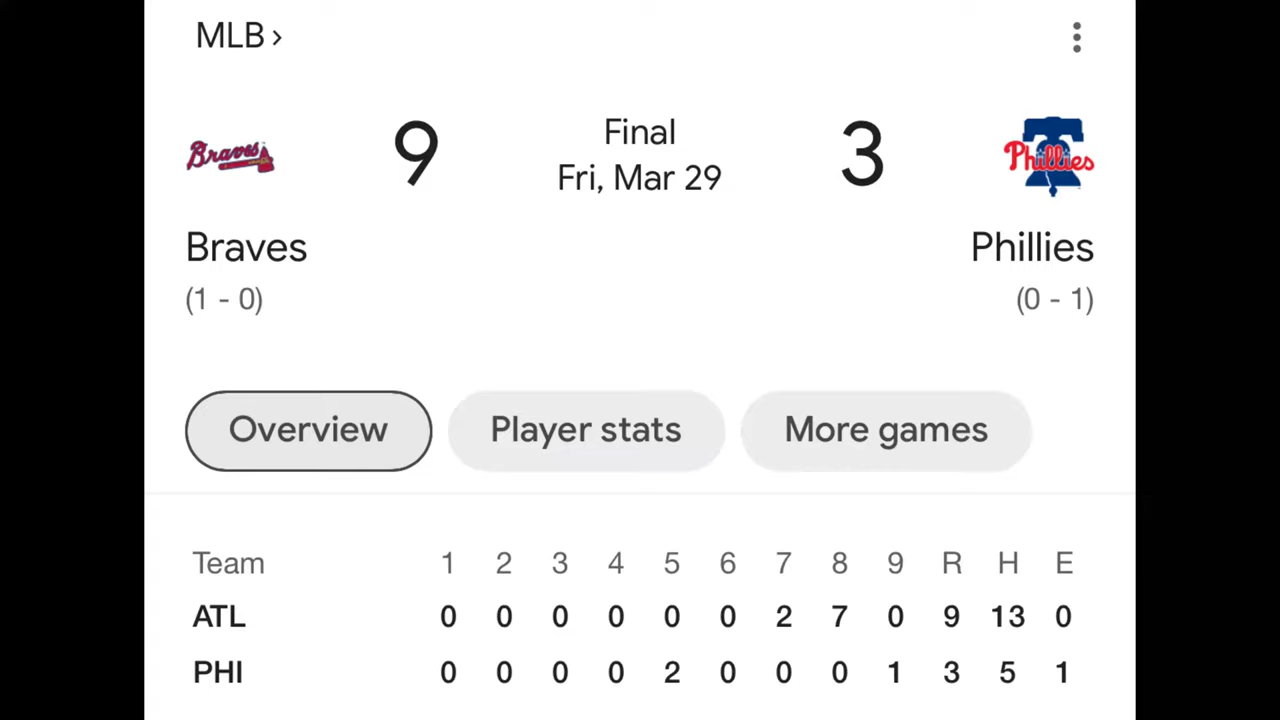 MLB ›
Braves 9 Final 3 Phillies
Fri, Mar 29
Braves Phillies
(1 - 0) (0 - 1)
Overview Player stats More games
Team 1 2 3 4 5 6 7 8 9 R H E
ATL 0 0 0 0 0 0 2 7 0 9 13 0
PHI 0 0 0 0 2 0 0 0 1 3 5 1